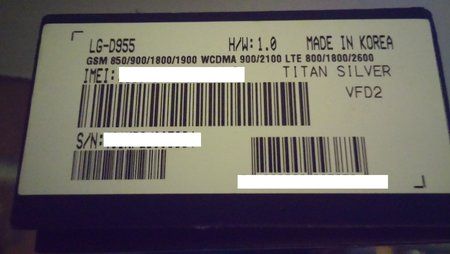 LG-D955 H/W:1.0 MADE IN KOREA
GSM 850/900/1800/1900 WCDMA 900/2100 LTE 800/1800/2600
IMEI: TITAN SILVER
VFD2
S/N: